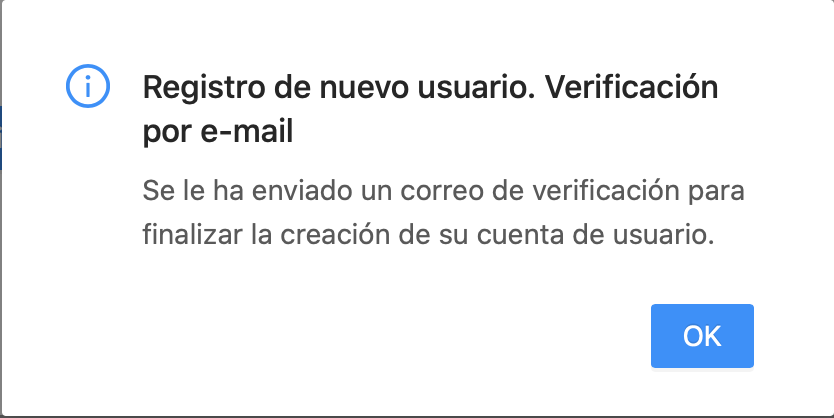 Registro de nuevo usuario. Verificación
por e-mail
Se le ha enviado un correo de verificación para
finalizar la creación de su cuenta de usuario.
OK